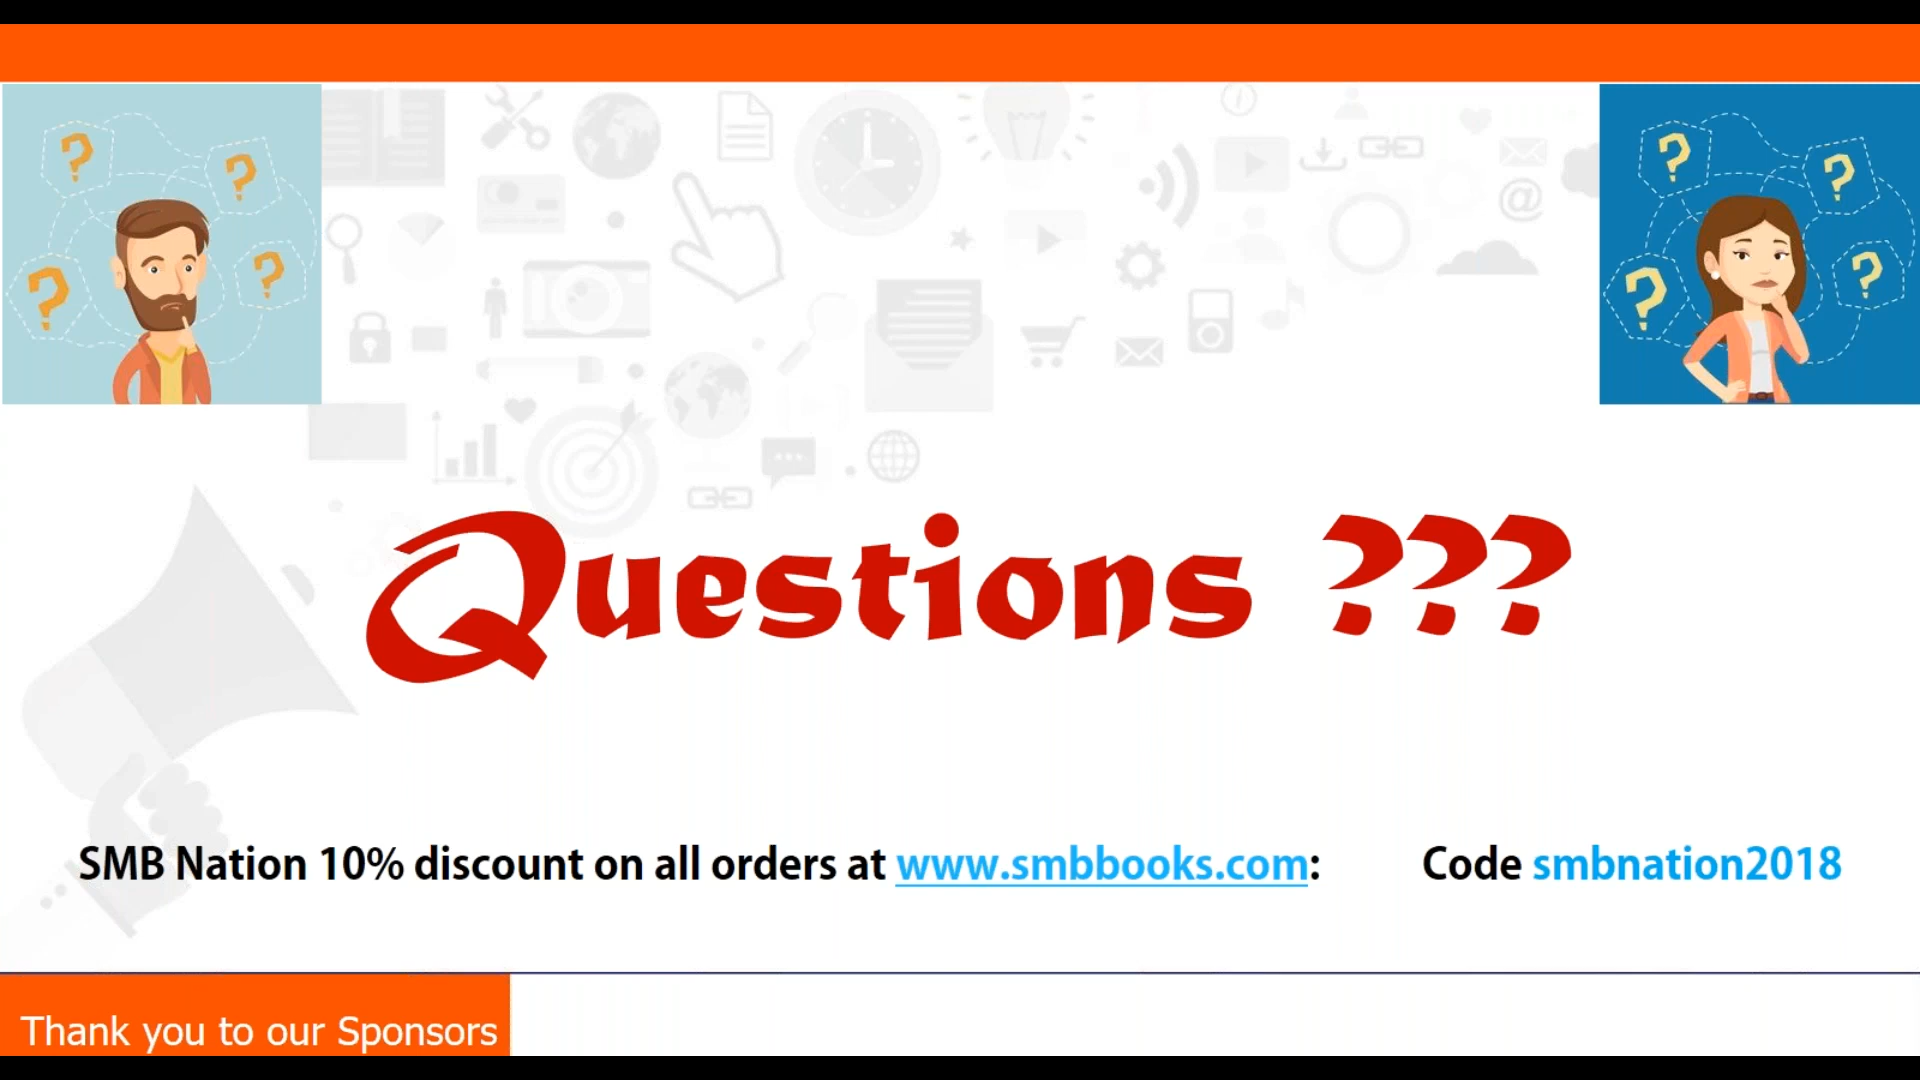 Questions ???
SMB Nation 10% discount on all orders at www.smbbooks.com: Code smbnation2018
Thank you to our Sponsors